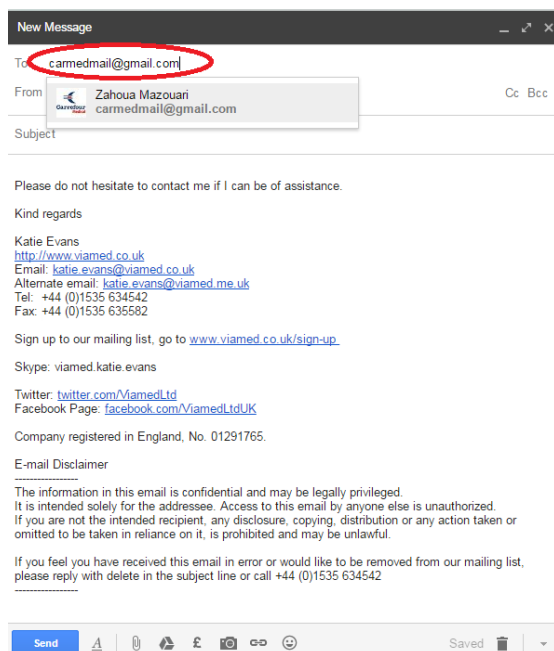 New Message
To carmedmail@gmail.com
From
Zahoua Mazouari
carmedmail@gmail.com
Cc Bcc
Carrefour
Subject
Please do not hesitate to contact me if I can be of assistance.
Kind regards
Katie Evans
http://www.viamed.co.uk
Email: katie.evans@viamed.co.uk
Alternate email: katie.evans@viamed.me.uk
Tel: +44 (0)1535 634542
Fax: +44 (0)1535 635582
Sign up to our mailing list, go to www.viamed.co.uk/sign-up
Skype: viamed.katie.evans
Twitter: twitter.com/ViamedLtd
Facebook Page: facebook.com/ViamedLtdUK
Company registered in England, No. 01291765.
E-mail Disclaimer
-----------------
The information in this email is confidential and may be legally privileged.
It is intended solely for the addressee. Access to this email by anyone else is unauthorized.
If you are not the intended recipient, any disclosure, copying, distribution or any action taken or
omitted to be taken in reliance on it, is prohibited and may be unlawful.
If you feel you have received this email in error or would like to be removed from our mailing list,
please reply with delete in the subject line or call +44 (0)1535 634542
-----------------
Send A £ Saved